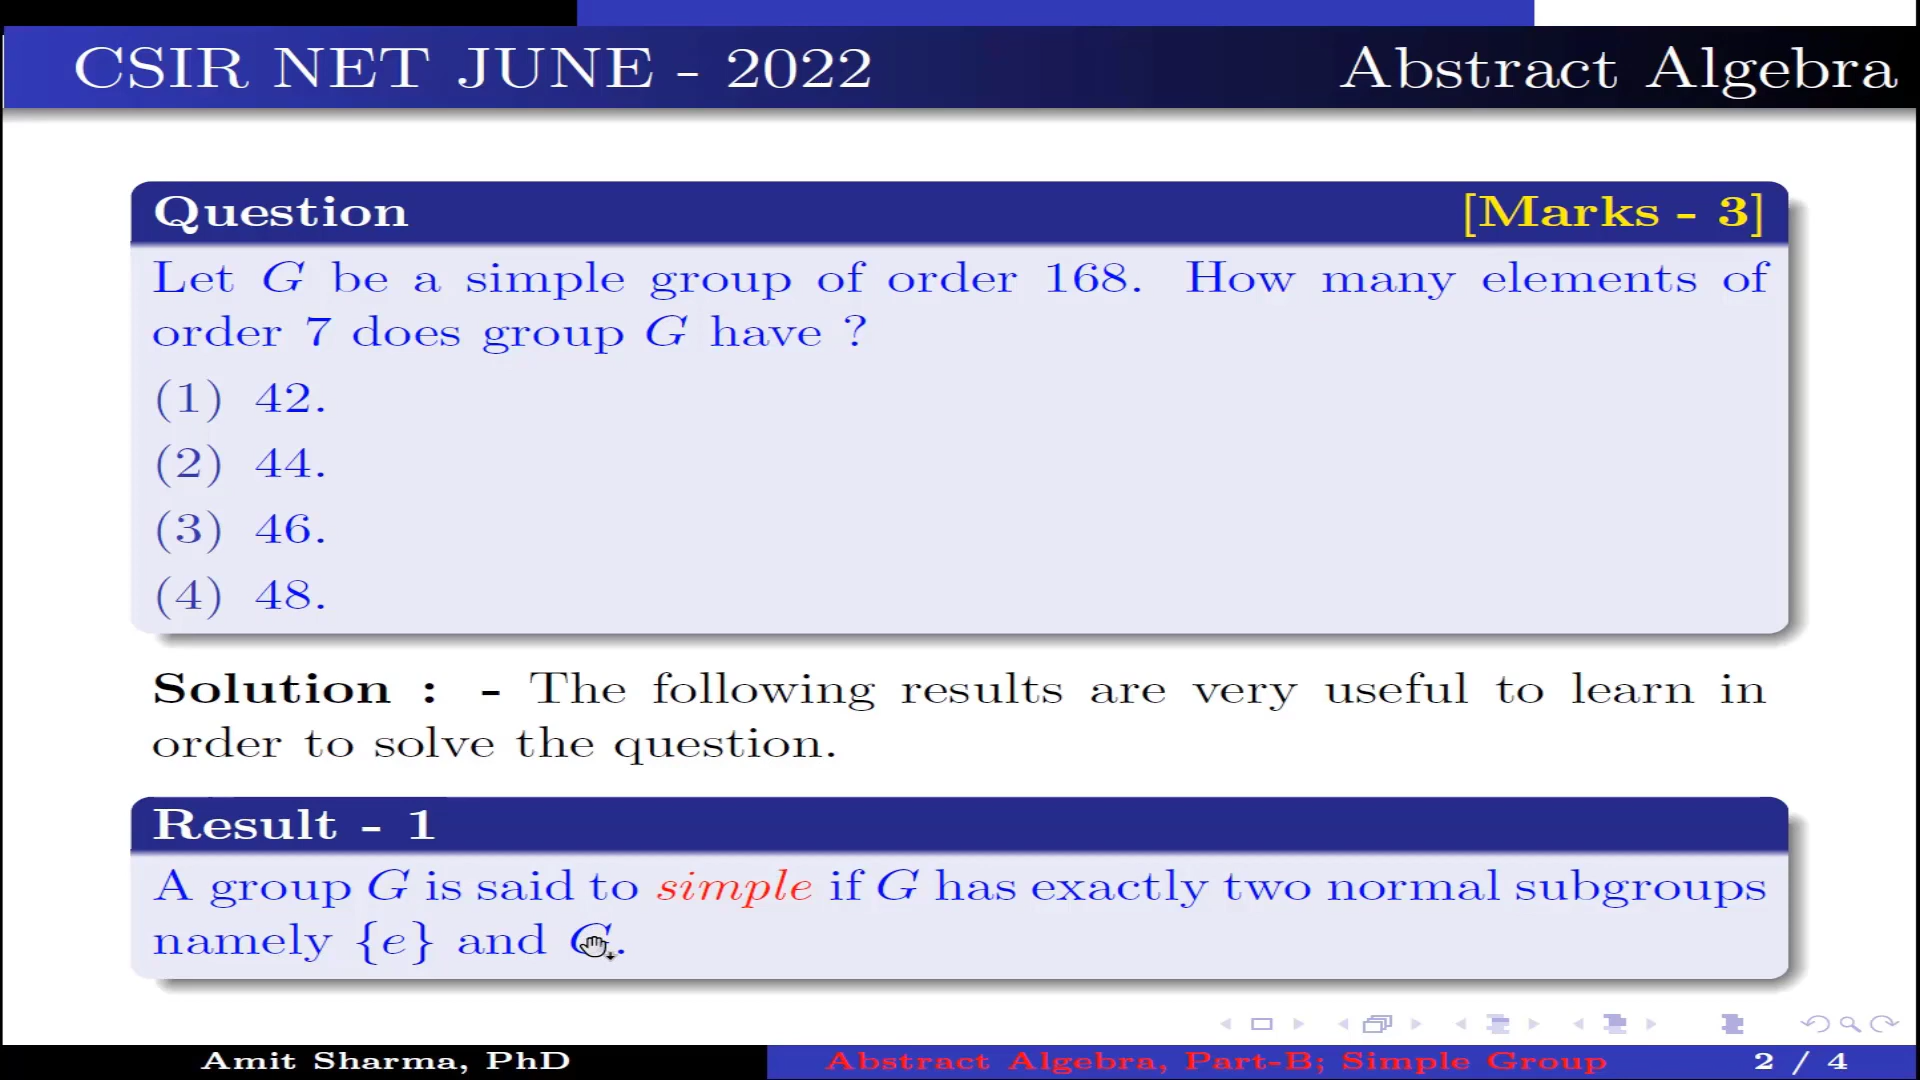 CSIR NET JUNE - 2022 Abstract Algebra
Question [Marks - 3]
Let G be a simple group of order 168. How many elements of
order 7 does group G have ?
(1) 42.
(2) 44.
(3) 46.
(4) 48.
Solution : - The following results are very useful to learn in
order to solve the question.
Result - 1
A group G is said to simple if G has exactly two normal subgroups
namely {e} and G.
Amit Sharma, PhD Abstract Algebra, Part-B; Simple Group 2 / 4